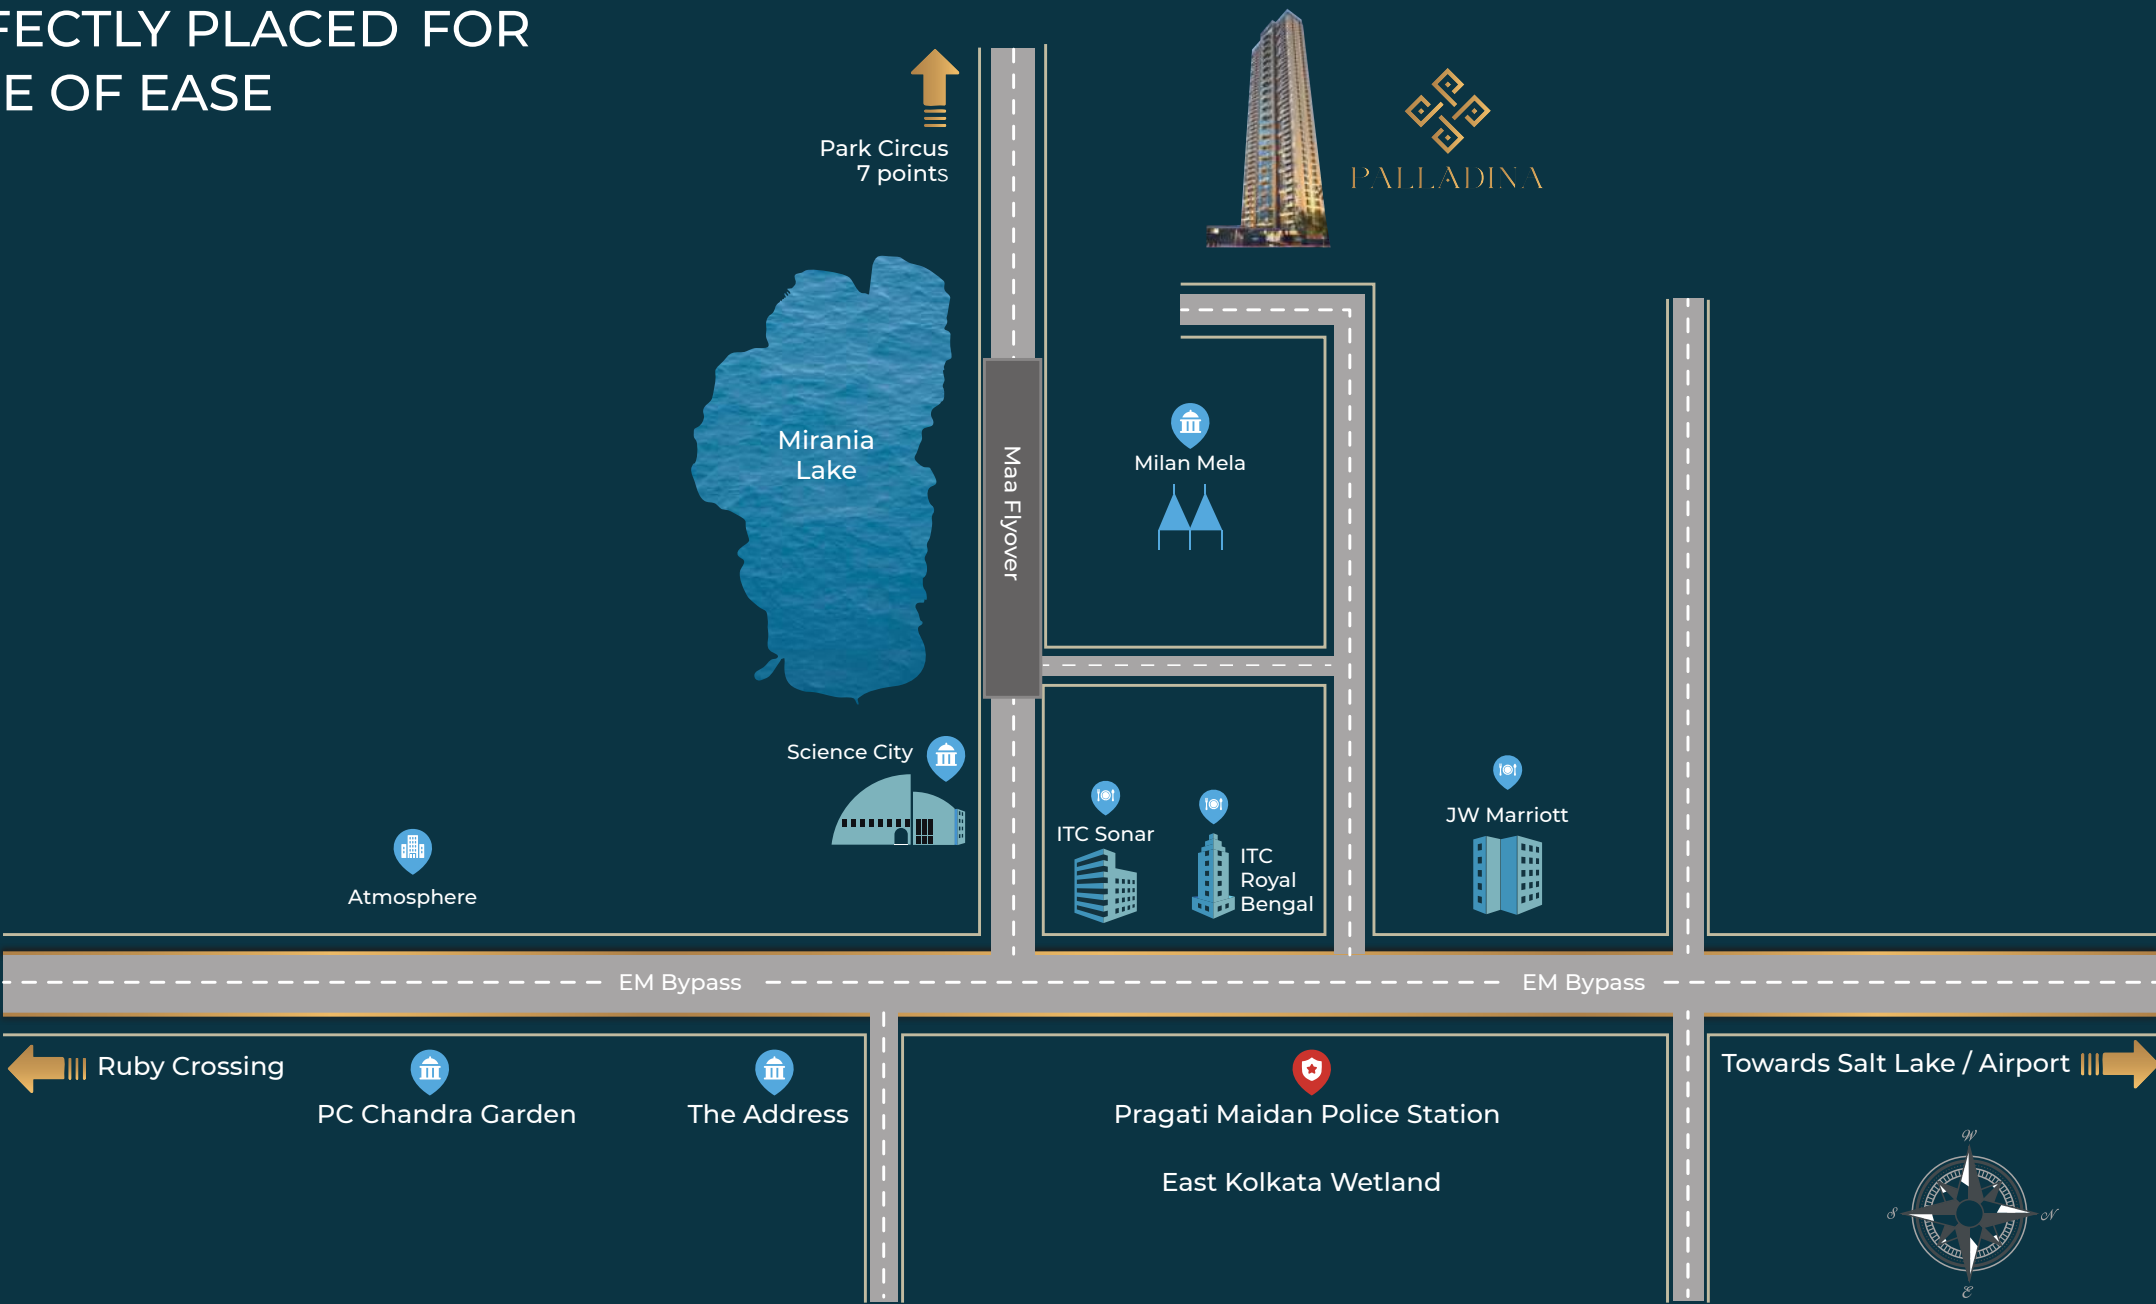 FECTLY PLACED FOR
E OF EASE
Park Circus
7 points
PALLADINA
Mirania
Lake
Maa Flyover
Milan Mela
Science City
ITC Sonar
ITC
Royal
Bengal
JW Marriott
Atmosphere
EM Bypass
EM Bypass
Ruby Crossing
Towards Salt Lake / Airport
PC Chandra Garden
The Address
Pragati Maidan Police Station
East Kolkata Wetland
W
S
N
E